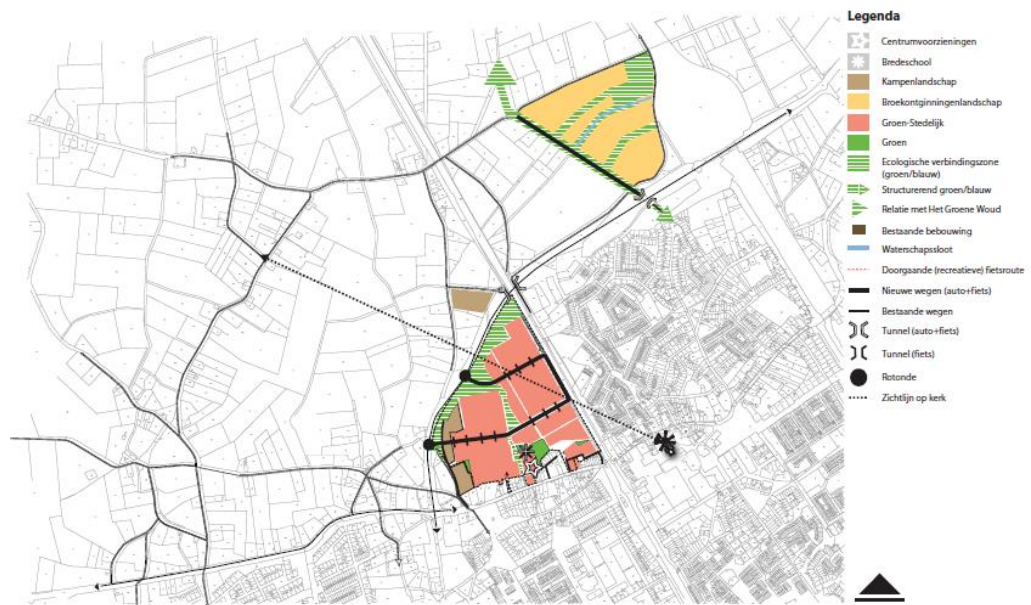 Legenda
Centrumvoorzieningen
Bredeschool
Kampenlandschap
Broekontginningenlandschap
Groen-Stedelijk
Groen
Ecologische verbindingszone
(groen/blauw)
Structurerend groen/blauw
Relatie met Het Groene Woud
Bestaande bebouwing
Waterschapssloot
Doorgaande (recreatieve) fietsroute
Nieuwe wegen (auto+fiets)
Bestaande wegen
Tunnel (auto+fiets)
Tunnel (fiets)
Rotonde
Zichtlijn op kerk